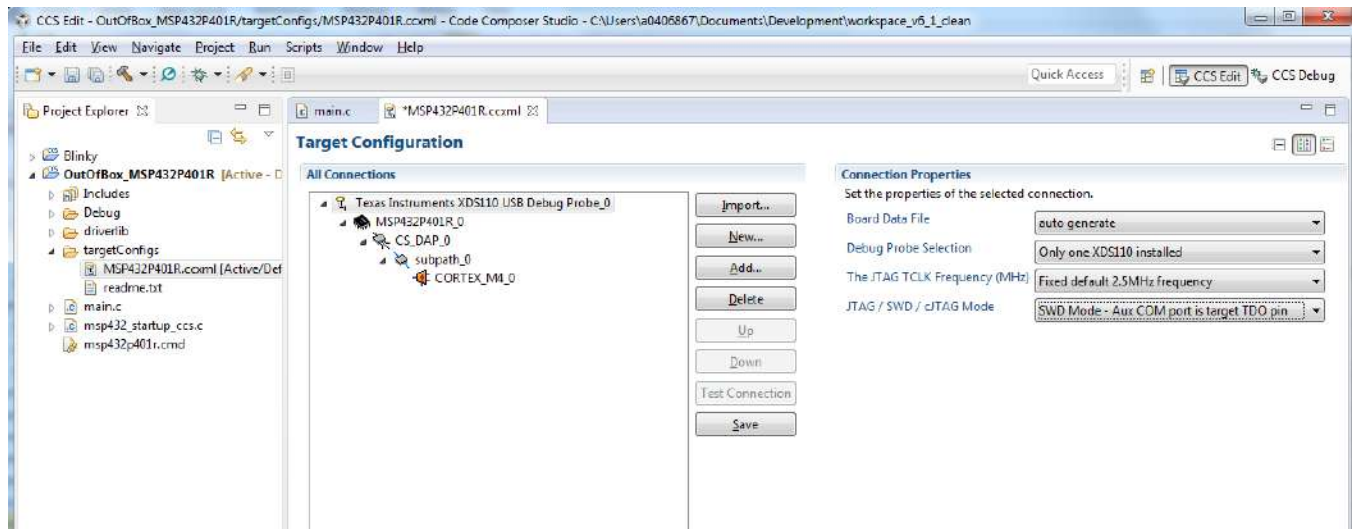 CCS Edit - OutOfBox_MSP432P401R/targetConfigs/MSP432P401R.ccxml - Code Composer Studio - C:\Users\a0406867\Documents\Development\workspace_v6_1_clean
File Edit View Navigate Project Run Scripts Window Help
Quick Access CCS Edit CCS Debug
Project Explorer
Blinky
OutOfBox_MSP432P401R [Active - D
Includes
Debug
driverlib
targetConfigs
MSP432P401R.ccxml [Active/Def
readme.txt
main.c
msp432_startup_ccs.c
msp432p401r.cmd
main.c *MSP432P401R.ccxml
Target Configuration
All Connections
Texas Instruments XDS110 USB Debug Probe_0
MSP432P401R_0
CS_DAP_0
subpath_0
CORTEX_M4_0
Import...
New...
Add...
Delete
Up
Down
Test Connection
Save
Connection Properties
Set the properties of the selected connection.
Board Data File auto generate
Debug Probe Selection Only one XDS110 installed
The JTAG TCLK Frequency (MHz) Fixed default 2.5MHz frequency
JTAG / SWD / cJTAG Mode SWD Mode - Aux COM port is target TDO pin